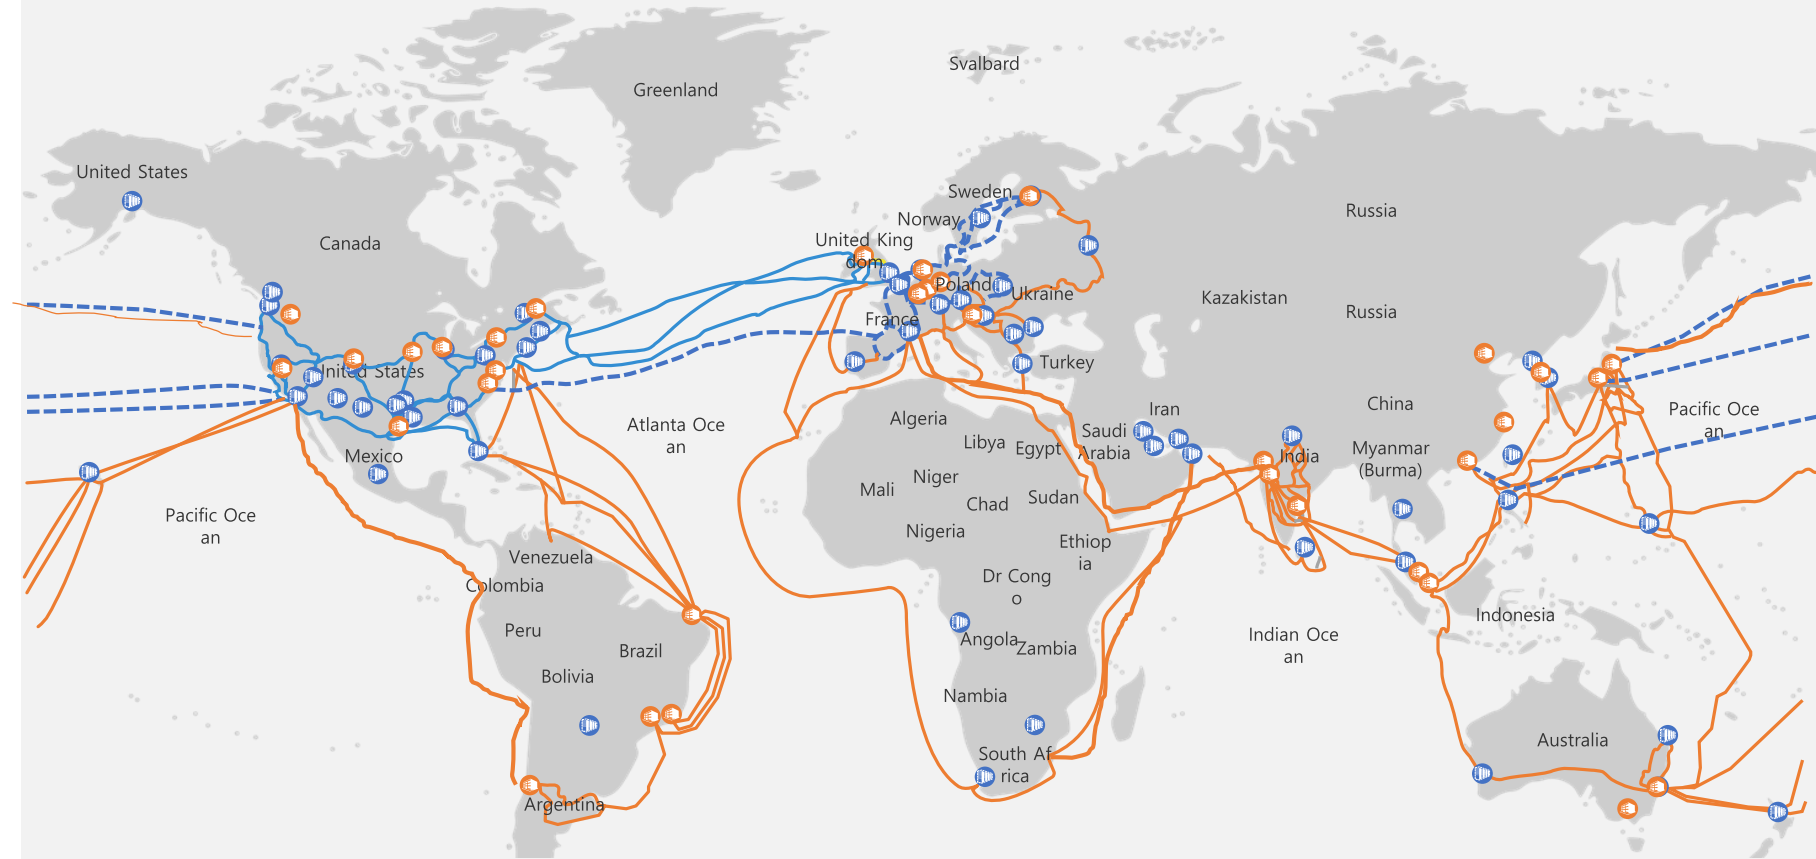 Svalbard
Greenland
United States
Sweden
Russia
Norway
Canada
United King
dom
Poland
Ukraine
Kazakistan
Russia
France
Turkey
United States
China
Pacific Oce
an
Atlanta Oce
an
Algeria
Iran
Libya
Egypt
Saudi
Arabia
India
Myanmar
(Burma)
Mexico
Mali
Niger
Chad
Sudan
Pacific Oce
an
Nigeria
Ethiop
ia
Venezuela
Colombia
Dr Cong
o
Indonesia
Peru
Brazil
Angola
Zambia
Indian Oce
an
Bolivia
Nambia
Australia
South Af
rica
Argentina